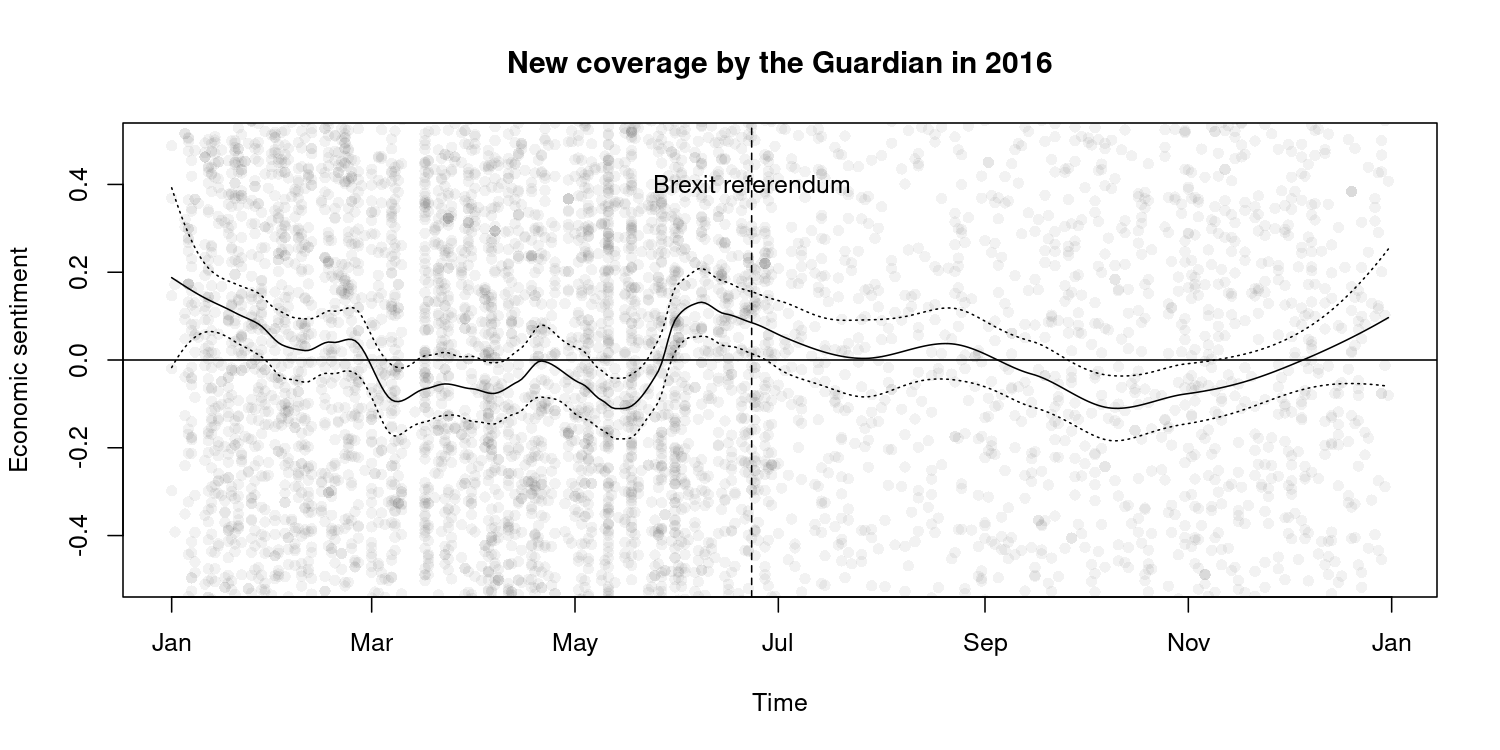 New coverage by the Guardian in 2016
Economic sentiment
0.4
0.2
0.0
-0.2
-0.4
Brexit referendum
Jan Mar May Jul Sep Nov Jan
Time